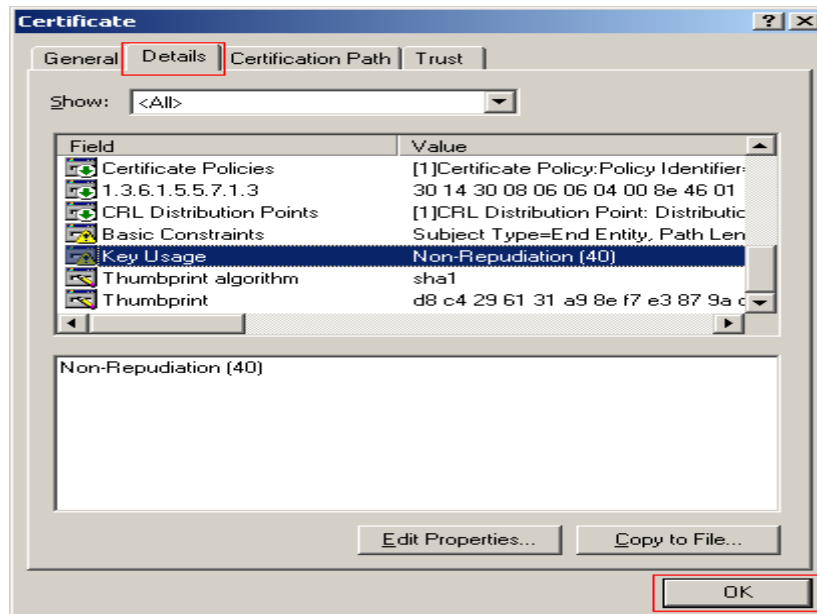 Certificate
General Details Certification Path Trust
Show: <All>
Field Value
Certificate Policies [1]Certificate Policy:Policy Identifier=
1.3.6.1.5.5.7.1.3 30 14 30 08 06 06 04 00 8e 46 01
CRL Distribution Points [1]CRL Distribution Point: Distributic
Basic Constraints Subject Type=End Entity, Path Len
Key Usage Non-Repudiation (40)
Thumbprint algorithm sha1
Thumbprint d8 c4 29 61 31 a9 8e f7 e3 87 9a c
Non-Repudiation (40)
Edit Properties... Copy to File...
OK